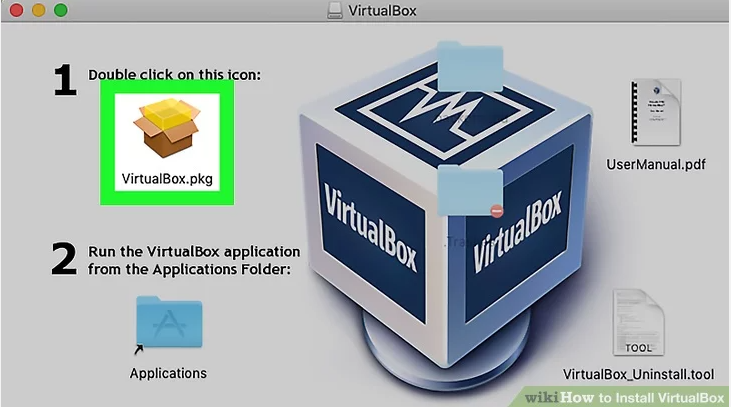 VirtualBox
1 Double click on this icon:
VirtualBox.pkg
UserManual.pdf
VirtualBox
VirtualBox
2 Run the VirtualBox application
from the Applications Folder:
Applications
TOOL
VirtualBox_Uninstall.tool
wikiHow to Install VirtualBox